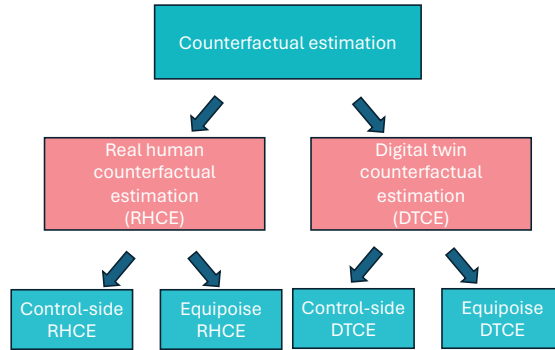 Counterfactual estimation
Real human
counterfactual
estimation
(RHCE)
Digital twin
counterfactual
estimation
(DTCE)
Control-side
RHCE
Equipoise
RHCE
Control-side
DTCE
Equipoise
DTCE